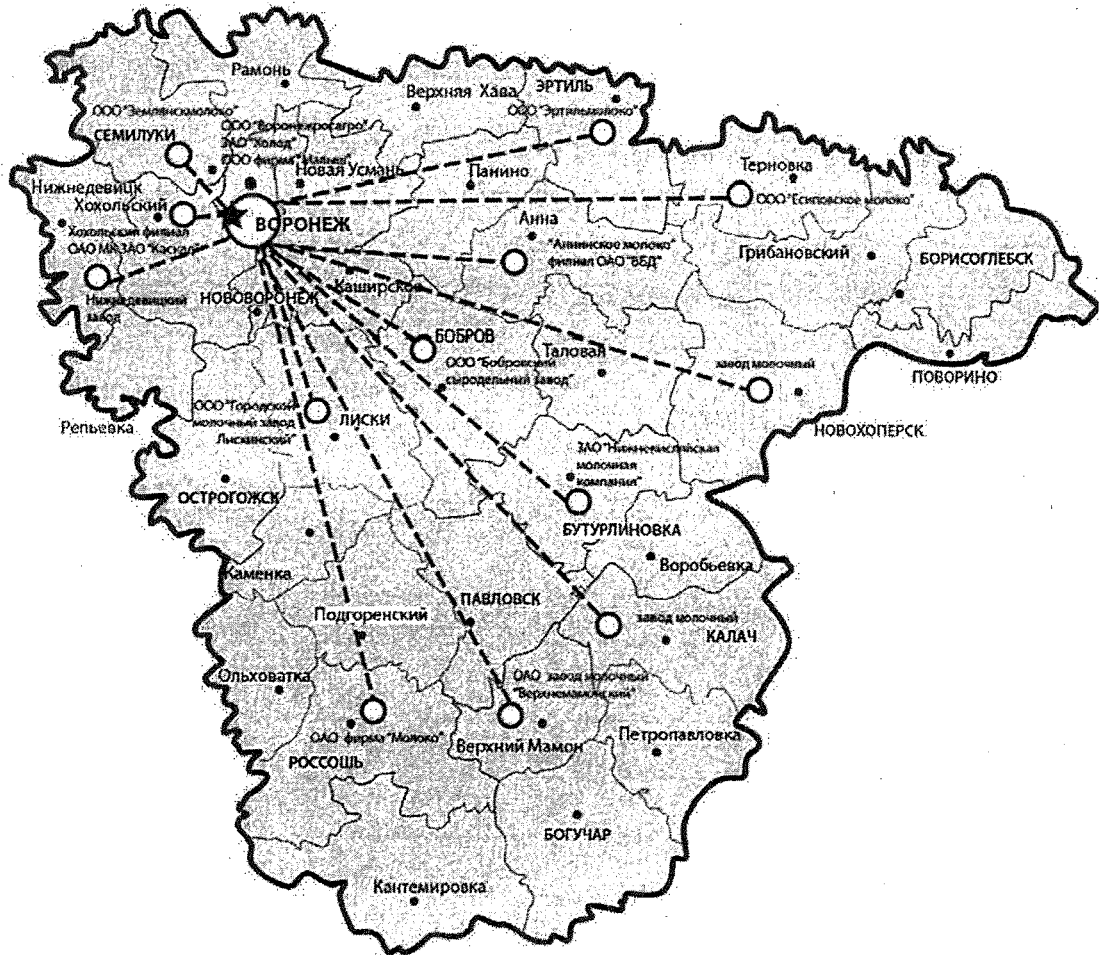 Рамонь
Верхняя Хава
ЭРТИЛЬ
ООО "Эртильмолоко"
ООО "Землянскмолоко"
СЕМИЛУКИ
ООО "Воронежросагро"
ЗАО "Холод"
ООО фирма
Новая Усмань
Панино
Терновка
ООО "Есиповское молоко"
Нижнедевицк
Хохольский
Хохольский филиал
ОАО МК ЗАО "Каскад"
ВОРОНЕЖ
Анна
"Аннинское молоко"
филиал ОАО "ВБД"
Грибановский
БОРИСОГЛЕБСК
Нижнедевицкий
завод
НОВОВОРОНЕЖ
Каширское
БОБРОВ
ООО "Бобровский
сыродельный завод"
Таловая
завод молочный
ПОВОРИНО
НОВОХОПЕРСК
Репьевка
ООО "Городской
молочный завод
Лискинский"
ЛИСКИ
ЗАО "Нижнекисляйская
молочная
компания"
ОСТРОГОЖСК
БУТУРЛИНОВКА
Воробьевка
Каменка
Подгоренский
ПАВЛОВСК
завод молочный
КАЛАЧ
Ольховатка
ОАО завод молочный
"Верхнемамонский"
ОАО фирма "Молоко"
РОССОШЬ
Верхний Мамон
Петропавловка
БОГУЧАР
Кантемировка